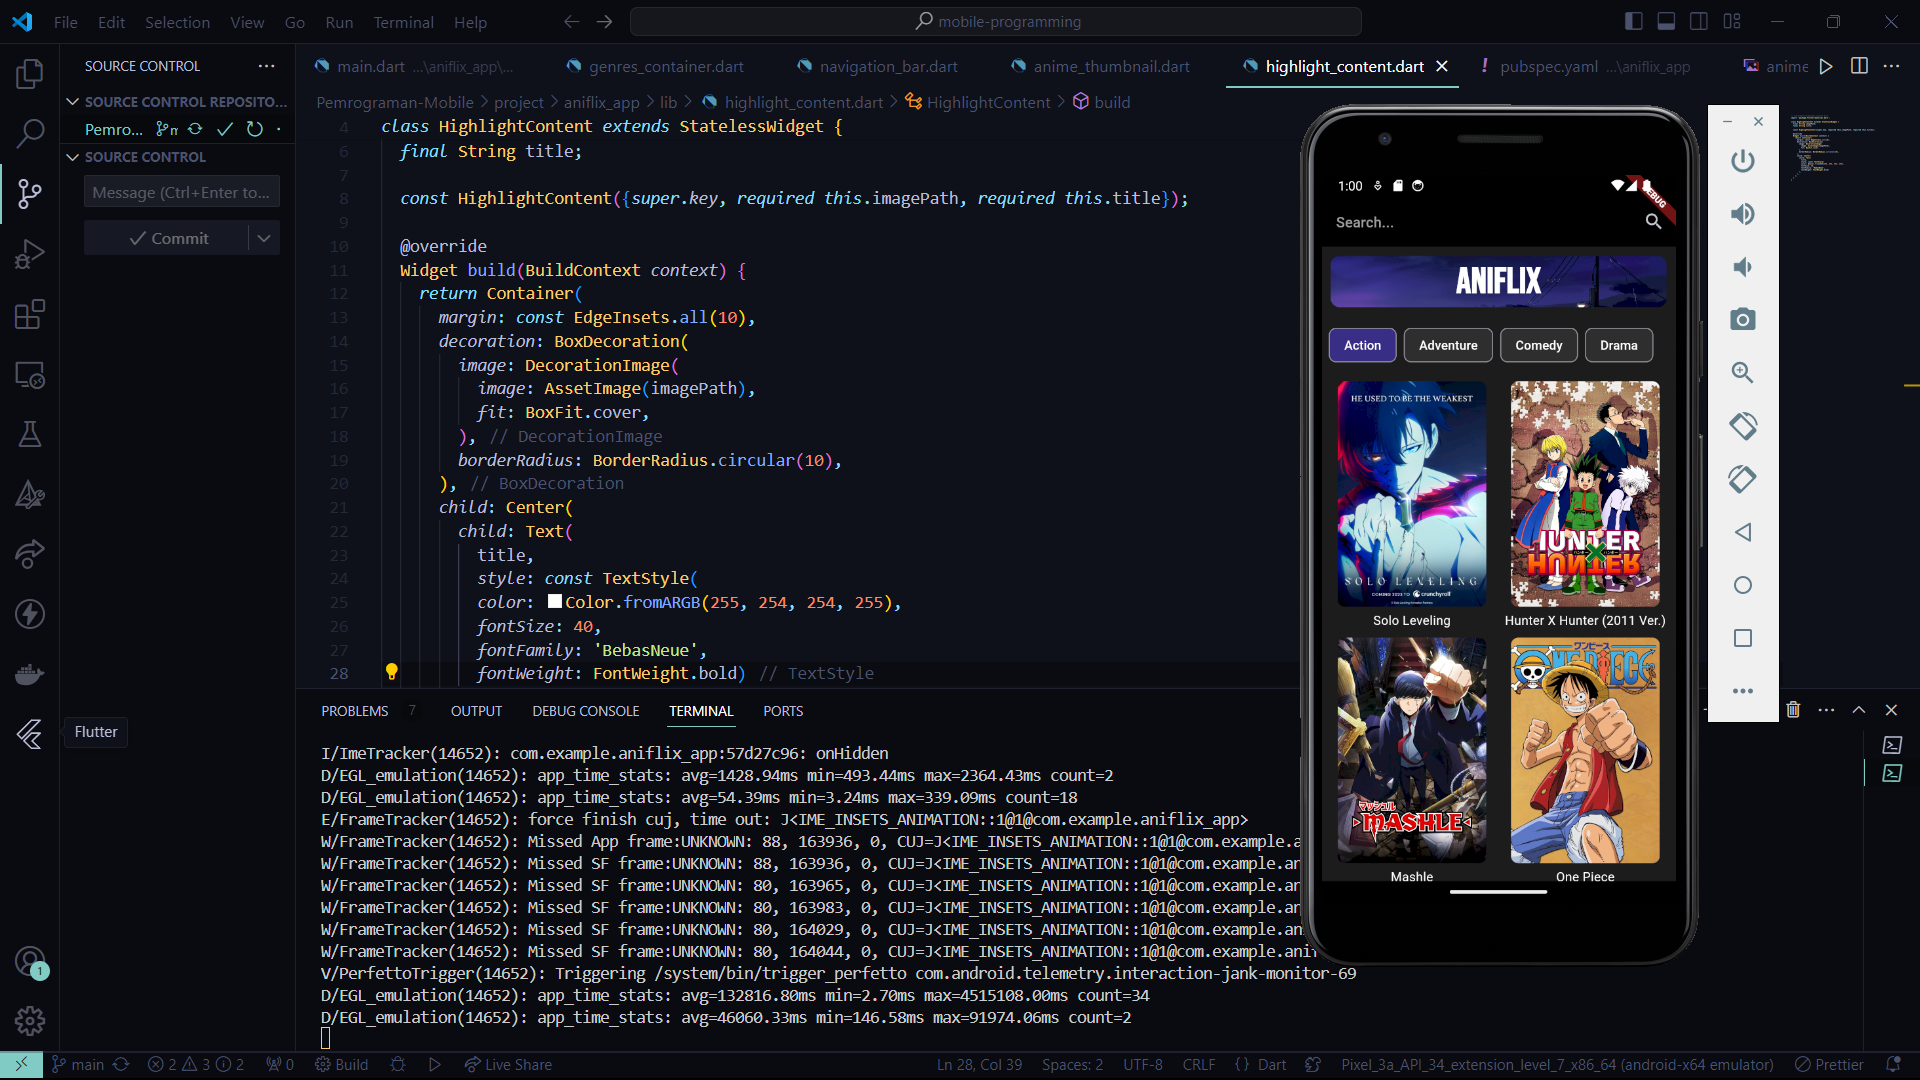 File Edit Selection View Go Run Terminal Help
mobile-programming
SOURCE CONTROL
SOURCE CONTROL REPOSITO...
Pemro...
SOURCE CONTROL
Message (Ctrl+Enter to...
Commit
Flutter
1
main.dart ...\aniflix_app\...
genres_container.dart
navigation_bar.dart
anime_thumbnail.dart
highlight_content.dart
! pubspec.yaml ...\aniflix_app
anime
Pemrograman-Mobile > project > aniflix_app > lib > highlight_content.dart > HighlightContent > build
4 class HighlightContent extends StatelessWidget {
6 final String title;
7
8 const HighlightContent({super.key, required this.imagePath, required this.title});
9
10 @override
11 Widget build(BuildContext context) {
12 return Container(
13 margin: const EdgeInsets.all(10),
14 decoration: BoxDecoration(
15 image: DecorationImage(
16 image: AssetImage(imagePath),
17 fit: BoxFit.cover,
18 ), // DecorationImage
19 borderRadius: BorderRadius.circular(10),
20 ), // BoxDecoration
21 child: Center(
22 child: Text(
23 title,
24 style: const TextStyle(
25 color: Color.fromARGB(255, 254, 254, 255),
26 fontSize: 40,
27 fontFamily: 'BebasNeue',
28 fontWeight: FontWeight.bold) // TextStyle
PROBLEMS 7 OUTPUT DEBUG CONSOLE TERMINAL PORTS
I/ImeTracker(14652): com.example.aniflix_app:57d27c96: onHidden
D/EGL_emulation(14652): app_time_stats: avg=1428.94ms min=493.44ms max=2364.43ms count=2
D/EGL_emulation(14652): app_time_stats: avg=54.39ms min=3.24ms max=339.09ms count=18
E/FrameTracker(14652): force finish cuj, time out: J<IME_INSETS_ANIMATION::1@1@com.example.aniflix_app>
W/FrameTracker(14652): Missed App frame:UNKNOWN: 88, 163936, 0, CUJ=J<IME_INSETS_ANIMATION::1@1@com.example.a
W/FrameTracker(14652): Missed SF frame:UNKNOWN: 88, 163936, 0, CUJ=J<IME_INSETS_ANIMATION::1@1@com.example.an
W/FrameTracker(14652): Missed SF frame:UNKNOWN: 80, 163965, 0, CUJ=J<IME_INSETS_ANIMATION::1@1@com.example.an
W/FrameTracker(14652): Missed SF frame:UNKNOWN: 80, 163983, 0, CUJ=J<IME_INSETS_ANIMATION::1@1@com.example.an
W/FrameTracker(14652): Missed SF frame:UNKNOWN: 80, 164029, 0, CUJ=J<IME_INSETS_ANIMATION::1@1@com.example.an
W/FrameTracker(14652): Missed SF frame:UNKNOWN: 80, 164044, 0, CUJ=J<IME_INSETS_ANIMATION::1@1@com.example.anif
V/PerfettoTrigger(14652): Triggering /system/bin/trigger_perfetto com.android.telemetry.interaction-jank-monitor-69
D/EGL_emulation(14652): app_time_stats: avg=132816.80ms min=2.70ms max=4515108.00ms count=34
D/EGL_emulation(14652): app_time_stats: avg=46060.33ms min=146.58ms max=91974.06ms count=2
1:00
DEBUG
Search...
ANIFLIX
Action Adventure Comedy Drama
HE USED TO BE THE WEAKEST
SOLO LEVELING
crunchyroll
HUNTER
HUNTER
Solo Leveling
Hunter X Hunter (2011 Ver.)
マッシュル
MASHLE
ワンピース
ONE PIECE
Mashle
One Piece
main 2 3 2 0 Build Live Share
Ln 28, Col 39 Spaces: 2 UTF-8 CRLF {} Dart Pixel_3a_API_34_extension_level_7_x86_64 (android-x64 emulator) Prettier